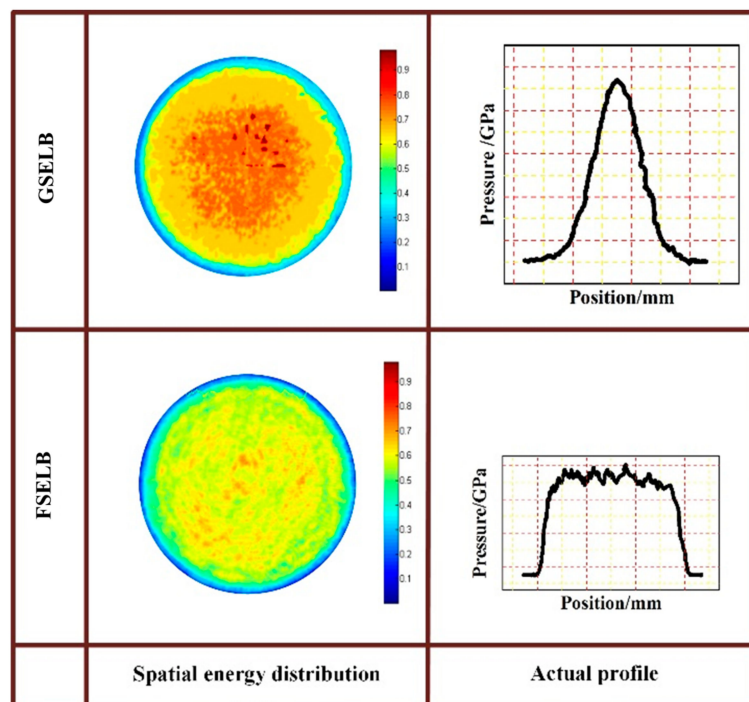 GSELB
0.9
0.8
0.7
0.6
0.5
0.4
0.3
0.2
0.1
Pressure /GPa
Position/mm
FSELB
0.9
0.8
0.7
0.6
0.5
0.4
0.3
0.2
0.1
Pressure/GPa
Position/mm
Spatial energy distribution
Actual profile